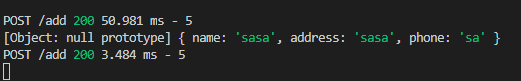 POST /add 200 50.981 ms - 5
[Object: null prototype] { name: 'sasa', address: 'sasa', phone: 'sa' }
POST /add 200 3.484 ms - 5